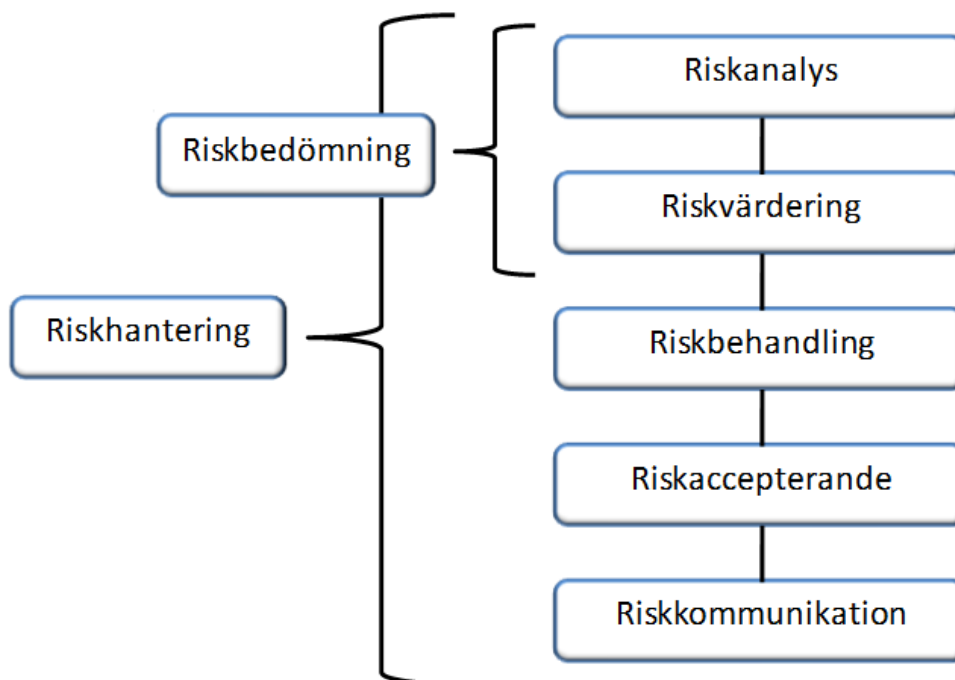 Riskanalys
Riskbedömning
Riskvärdering
Riskhantering
Riskbehandling
Riskaccepterande
Riskkommunikation